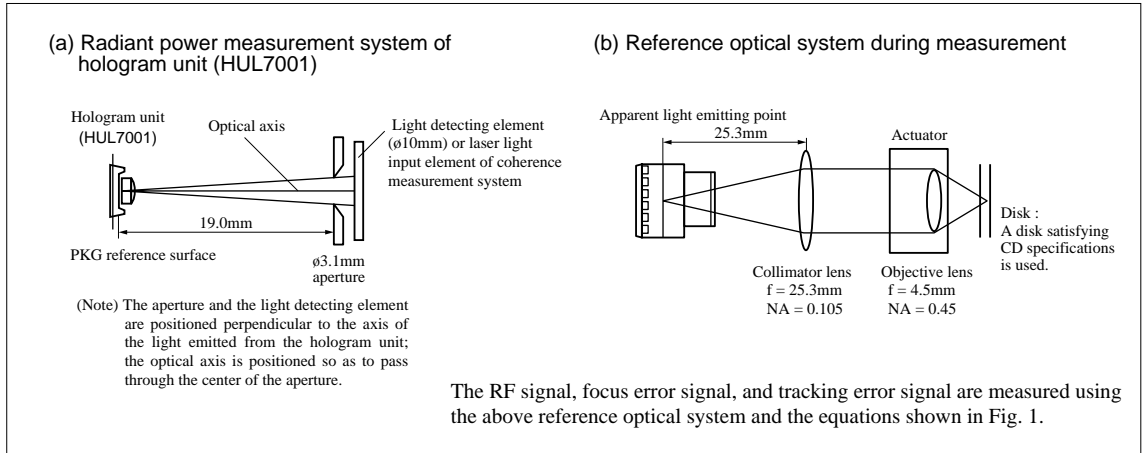 (a) Radiant power measurement system of
hologram unit (HUL7001)
Hologram unit
(HUL7001)
Optical axis
Light detecting element
(ø10mm) or laser light
input element of coherence
measurement system
19.0mm
PKG reference surface
ø3.1mm
aperture
(Note) The aperture and the light detecting element
are positioned perpendicular to the axis of
the light emitted from the hologram unit;
the optical axis is positioned so as to pass
through the center of the aperture.
(b) Reference optical system during measurement
Apparent light emitting point
25.3mm
Actuator
Disk :
A disk satisfying
CD specifications
is used.
Collimator lens
f = 25.3mm
NA = 0.105
Objective lens
f = 4.5mm
NA = 0.45
The RF signal, focus error signal, and tracking error signal are measured using
the above reference optical system and the equations shown in Fig. 1.